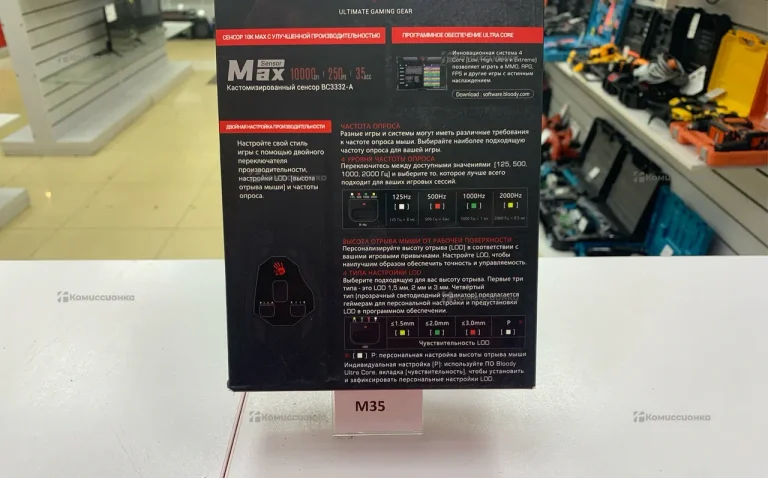 ULTIMATE GAMING GEAR
СЕНСОР 10K MAX С УЛУЧШЕННОЙ ПРОИЗВОДИТЕЛЬНОСТЬЮ
Sensor
Max 10000 250 35
Кастомизированный сенсор BC3332-A
ПРОГРАММНОЕ ОБЕСПЕЧЕНИЕ ULTRA CORE
Инновационная система 4
Core (Low, High, Ultra и Extreme)
позволяет играть в MMO, RPG,
FPS и другие игры с истинным
наслаждением.
Download : software.bloody.com
ДВОЙНАЯ НАСТРОЙКА ПРОИЗВОДИТЕЛЬНОСТИ
Настройте свой стиль
игры с помощью двойного
переключателя
производительности,
настройки LOD (высота
отрыва мыши) и частоты
опроса.
ЧАСТОТА ОПРОСА
Разные игры и системы могут иметь различные требования
к частоте опроса мыши. Выбирайте наиболее подходящую
частоту опроса для вашей игры.
4 УРОВНЯ ЧАСТОТЫ ОПРОСА
Переключитесь между доступными значениями [125, 500,
1000, 2000 Гц] и выберите то, которое лучше всего
подходит для ваших игровых сессий.
125Hz 500Hz 1000Hz 2000Hz
ВЫСОТА ОТРЫВА МЫШИ ОТ РАБОЧЕЙ ПОВЕРХНОСТИ
Персонализируйте высоту отрыва (LOD) в соответствии с
вашими игровыми привычками. Настройте LOD, чтобы
наилучшим образом обеспечить точность и управляемость.
4 ТИПА НАСТРОЙКИ LOD
Выберите подходящую для вас высоту отрыва. Первые три
типа - это LOD 1,5 мм, 2 мм и 3 мм. Четвёртый
тип (прозрачный светодиодный индикатор) предлагается
геймерам для персональной настройки и предустановки
LOD в программном обеспечении.
≤1.5mm ≤2.0mm ≤3.0mm P
Чувствительность LOD
* [ ] P: персональная настройка высоты отрыва мыши
Индивидуальная настройка [P]: используйте ПО Bloody
Ultra Core, вкладка [чувствительность], чтобы установить
и зафиксировать персональные настройки LOD.
M35
Комиссионка
Комиссионка
Комиссионка